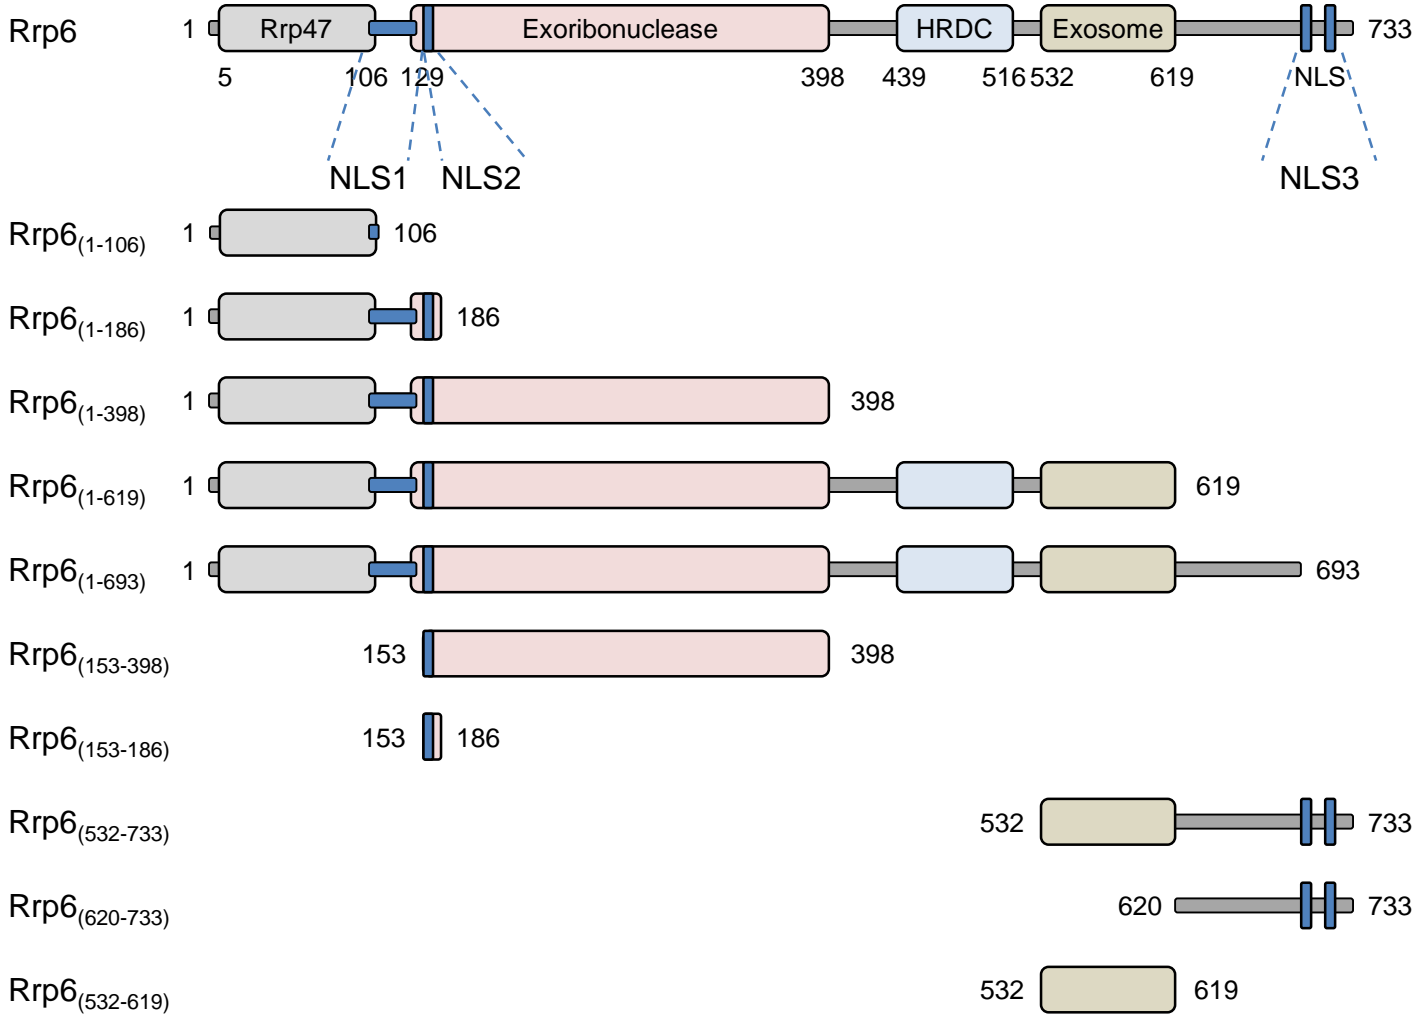 Rrp6 1 Rrp47 Exoribonuclease HRDC Exosome 733
5 106 129 398 439 516 532 619 NLS
NLS1 NLS2 NLS3
Rrp6(1-106) 1 106
Rrp6(1-186) 1 186
Rrp6(1-398) 1 398
Rrp6(1-619) 1 619
Rrp6(1-693) 1 693
Rrp6(153-398) 153 398
Rrp6(153-186) 153 186
Rrp6(532-733) 532 733
Rrp6(620-733) 620 733
Rrp6(532-619) 532 619